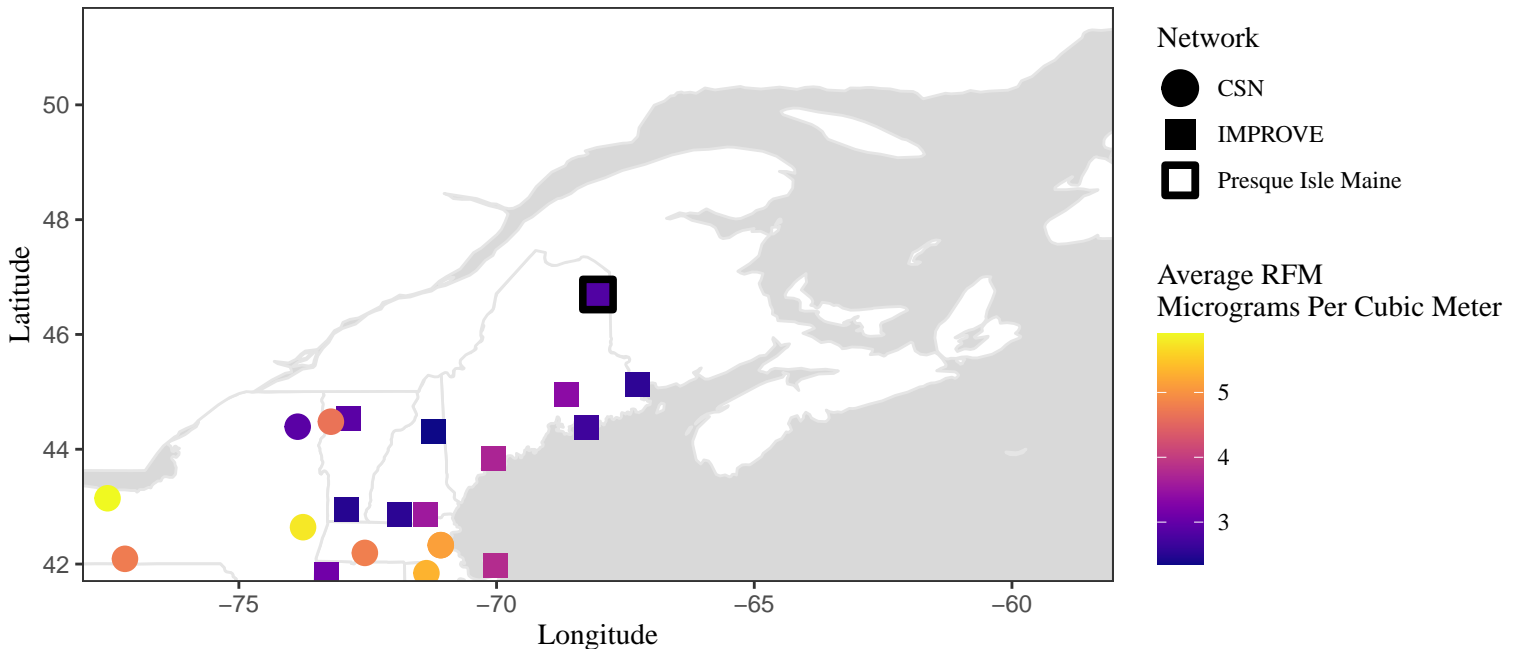 50
48
46
44
42
Latitude
−75
−70
−65
−60
Longitude
Network
CSN
IMPROVE
Presque Isle Maine
Average RFM
Micrograms Per Cubic Meter
5
4
3